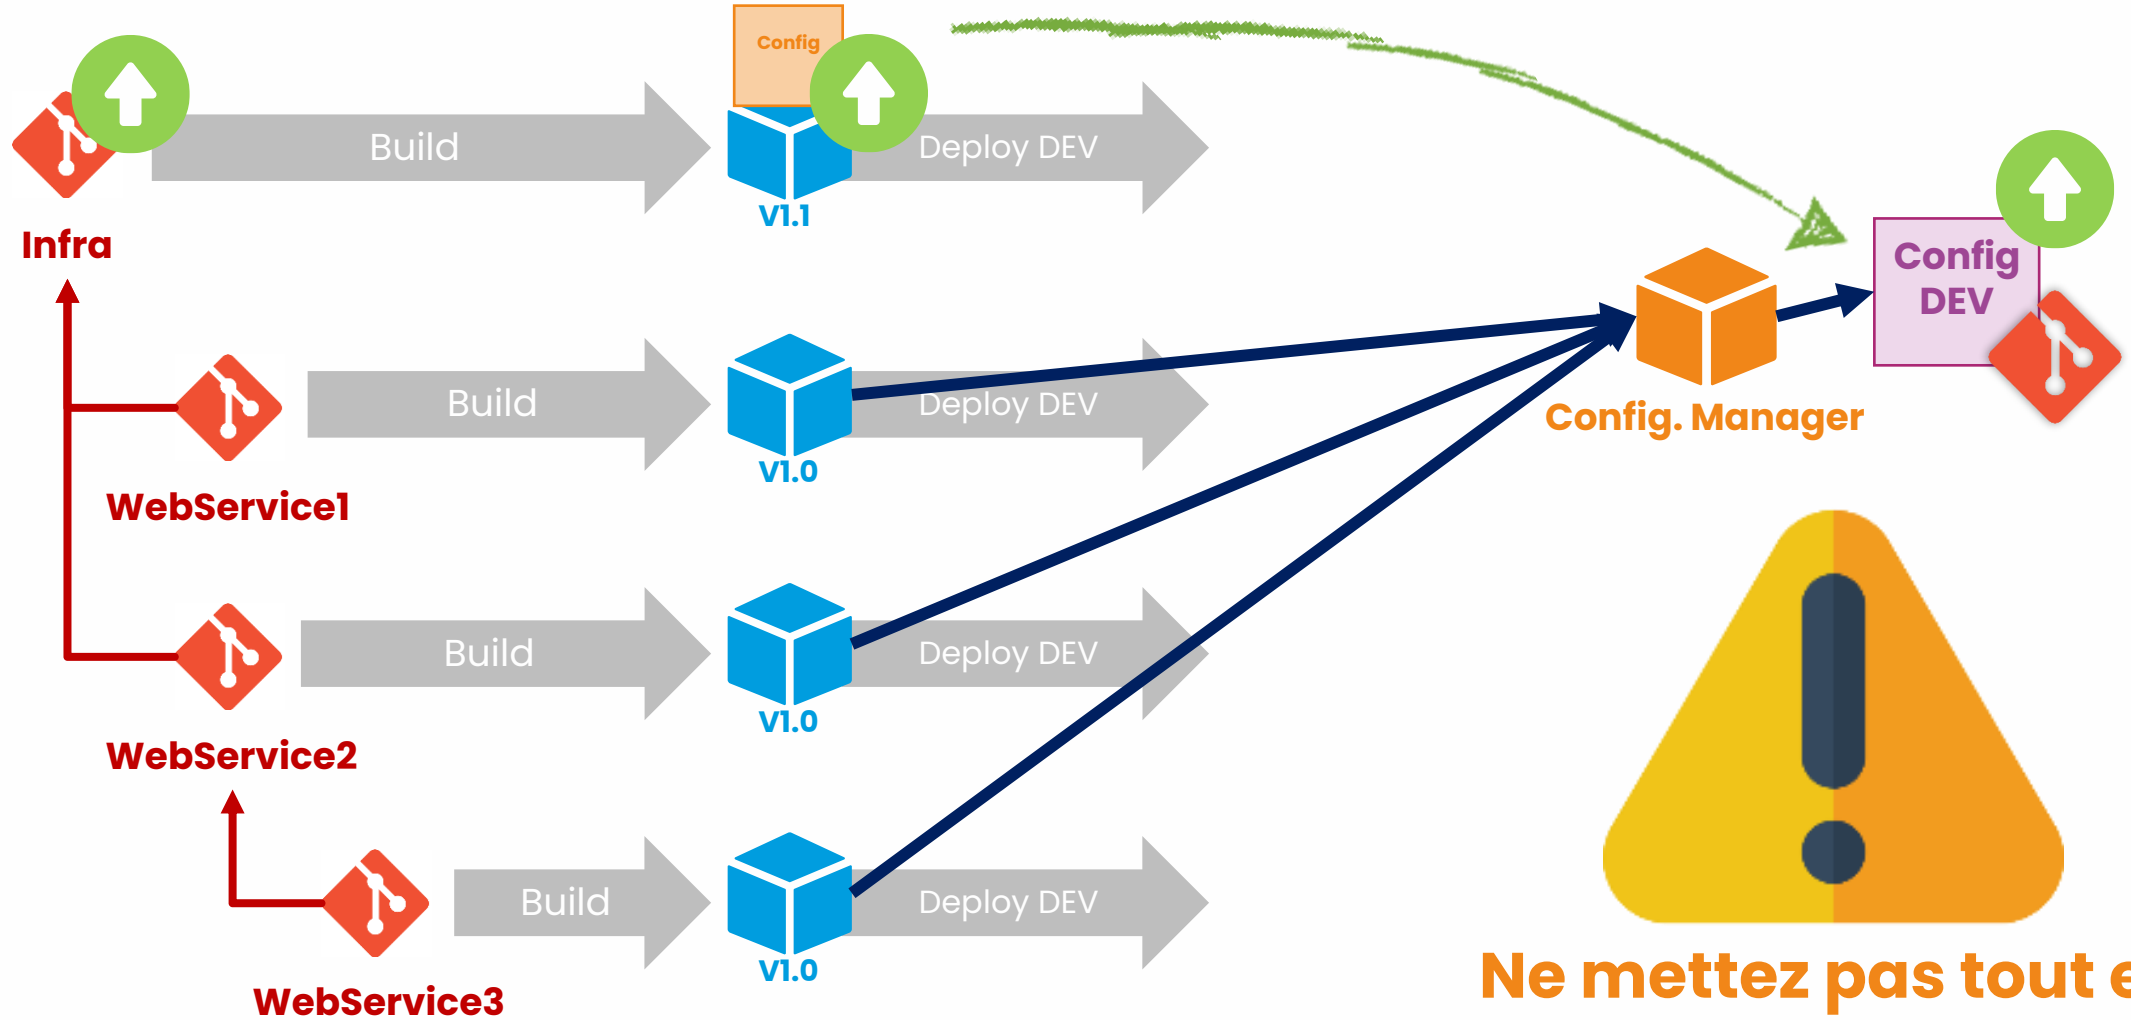 Config
Build
Deploy DEV
V1.1
Infra
Config
DEV
Build
Deploy DEV
Config. Manager
V1.0
WebService1
Build
Deploy DEV
V1.0
WebService2
Build
Deploy DEV
V1.0
Ne mettez pas tout e
WebService3